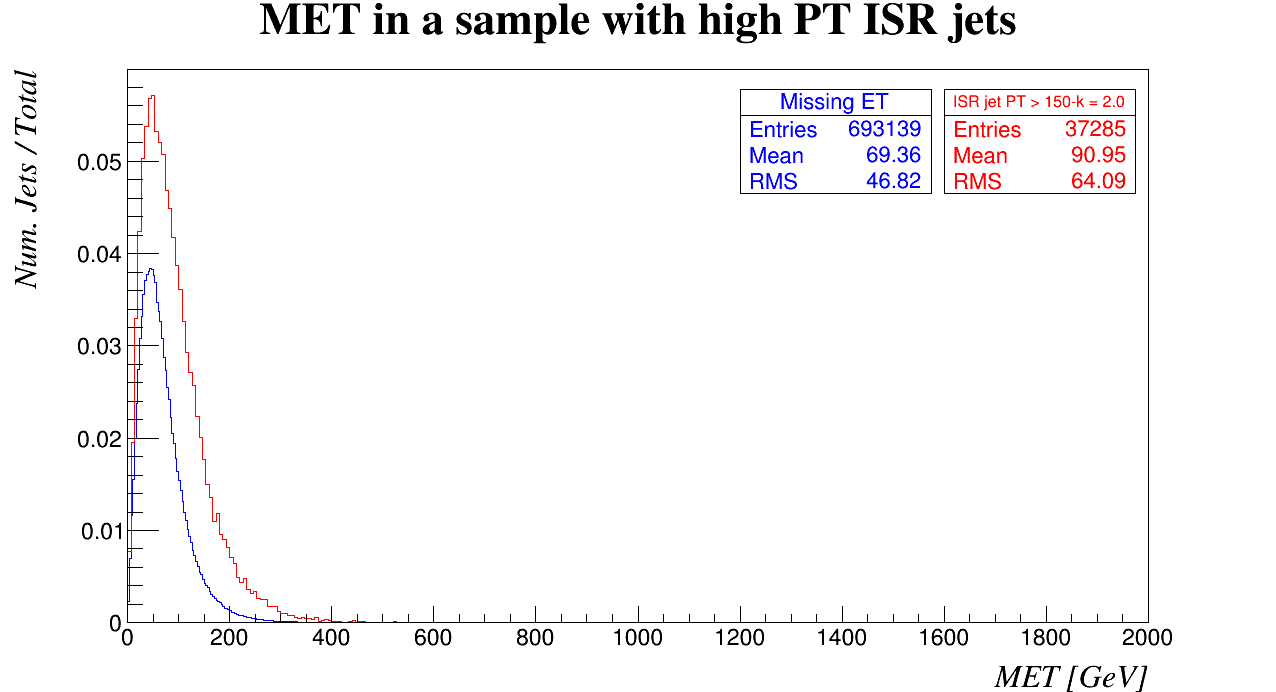 MET in a sample with high PT ISR jets
Num. Jets / Total
Missing ET
Entries 693139
Mean 69.36
RMS 46.82
ISR jet PT > 150-k = 2.0
Entries 37285
Mean 90.95
RMS 64.09
0.05
0.04
0.03
0.02
0.01
0
0 200 400 600 800 1000 1200 1400 1600 1800 2000
MET [GeV]